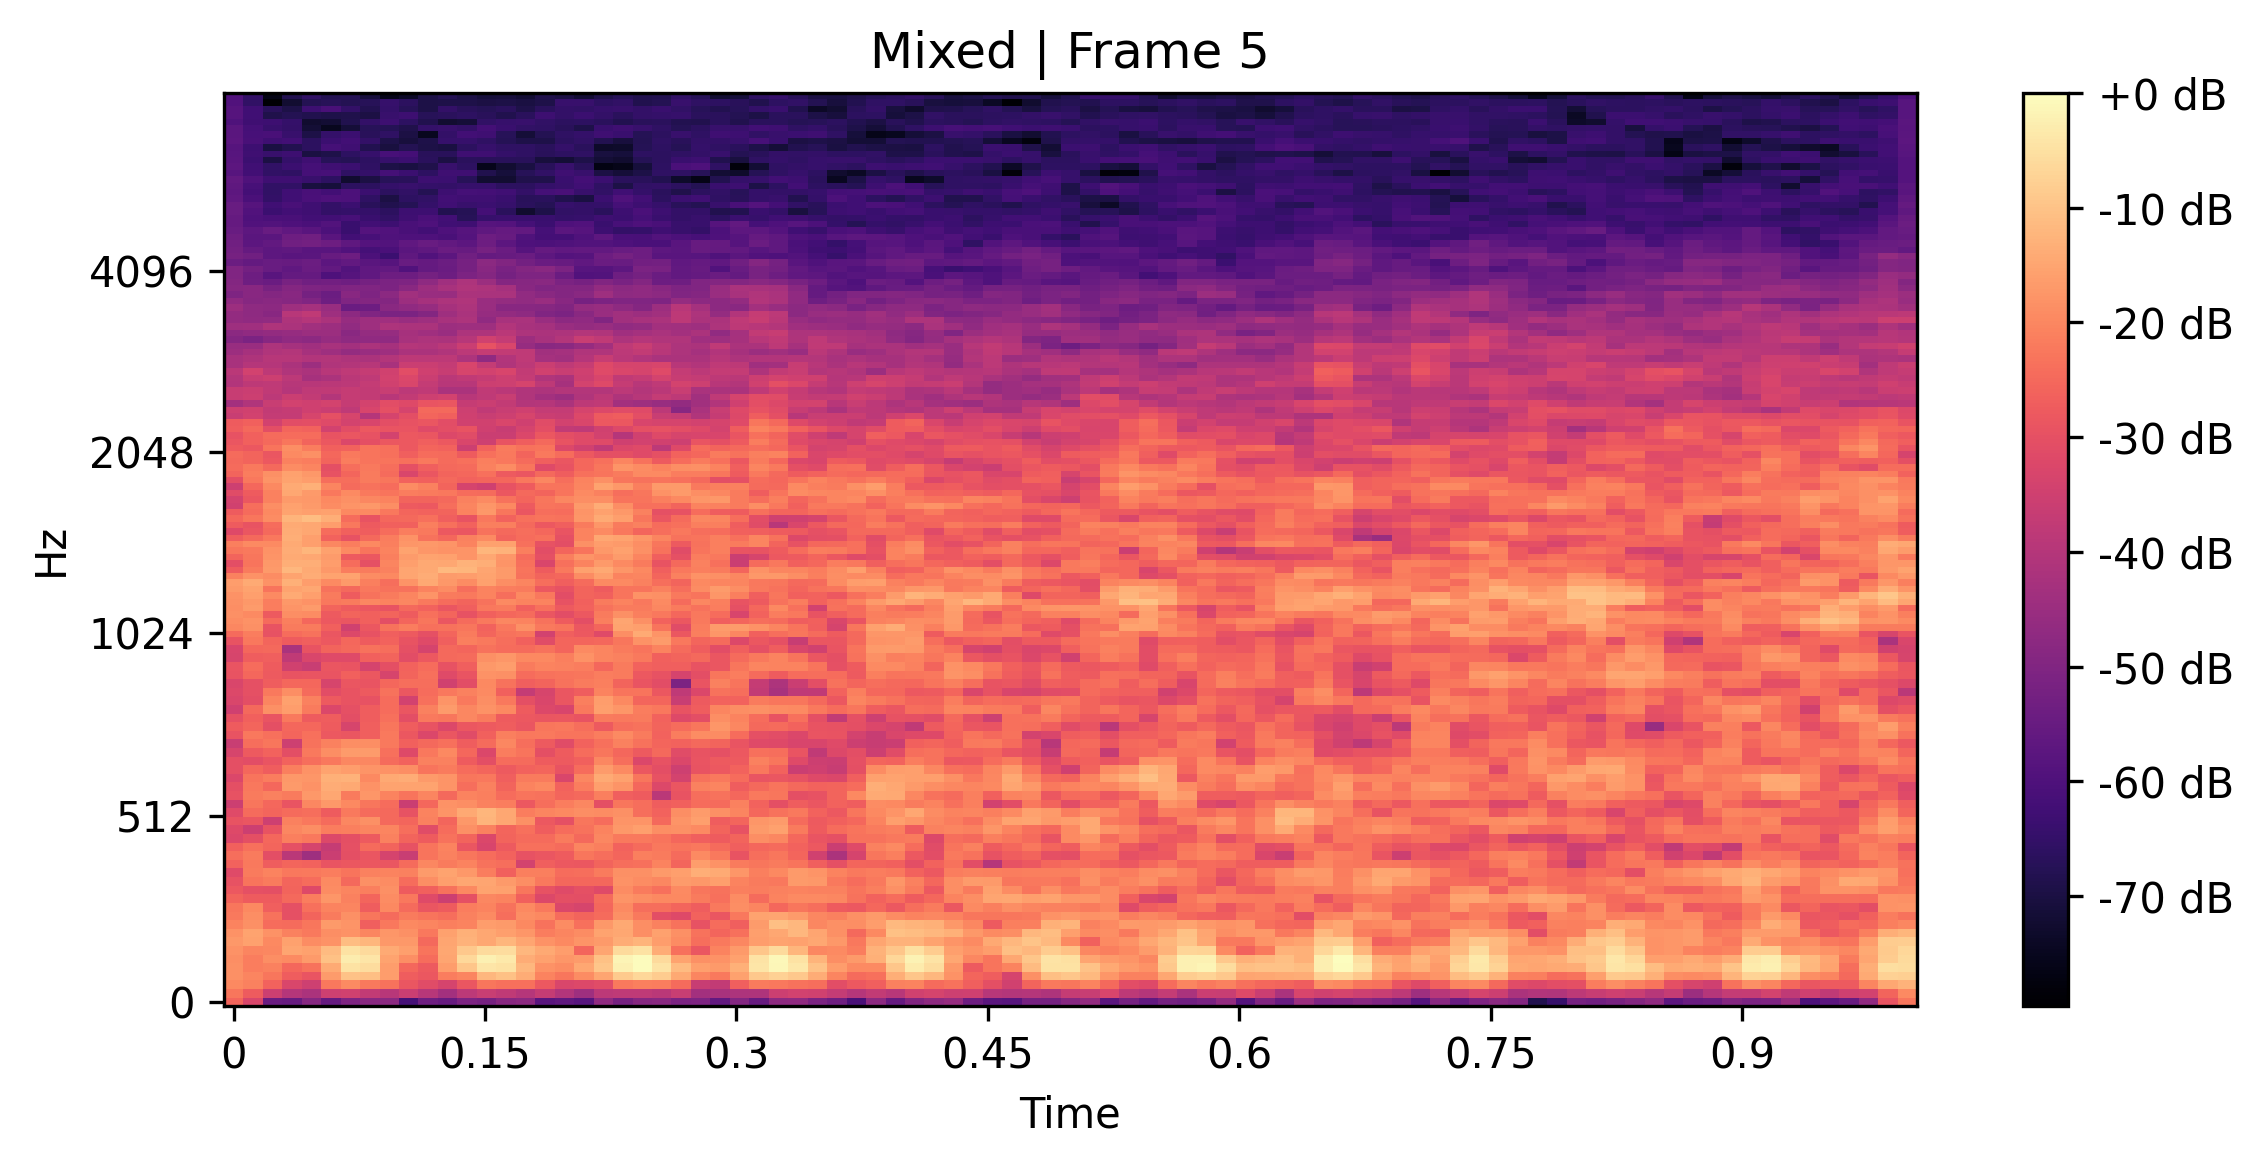 Mixed | Frame 5
Hz
4096
2048
1024
512
0
0 0.15 0.3 0.45 0.6 0.75 0.9
Time
+0 dB
-10 dB
-20 dB
-30 dB
-40 dB
-50 dB
-60 dB
-70 dB